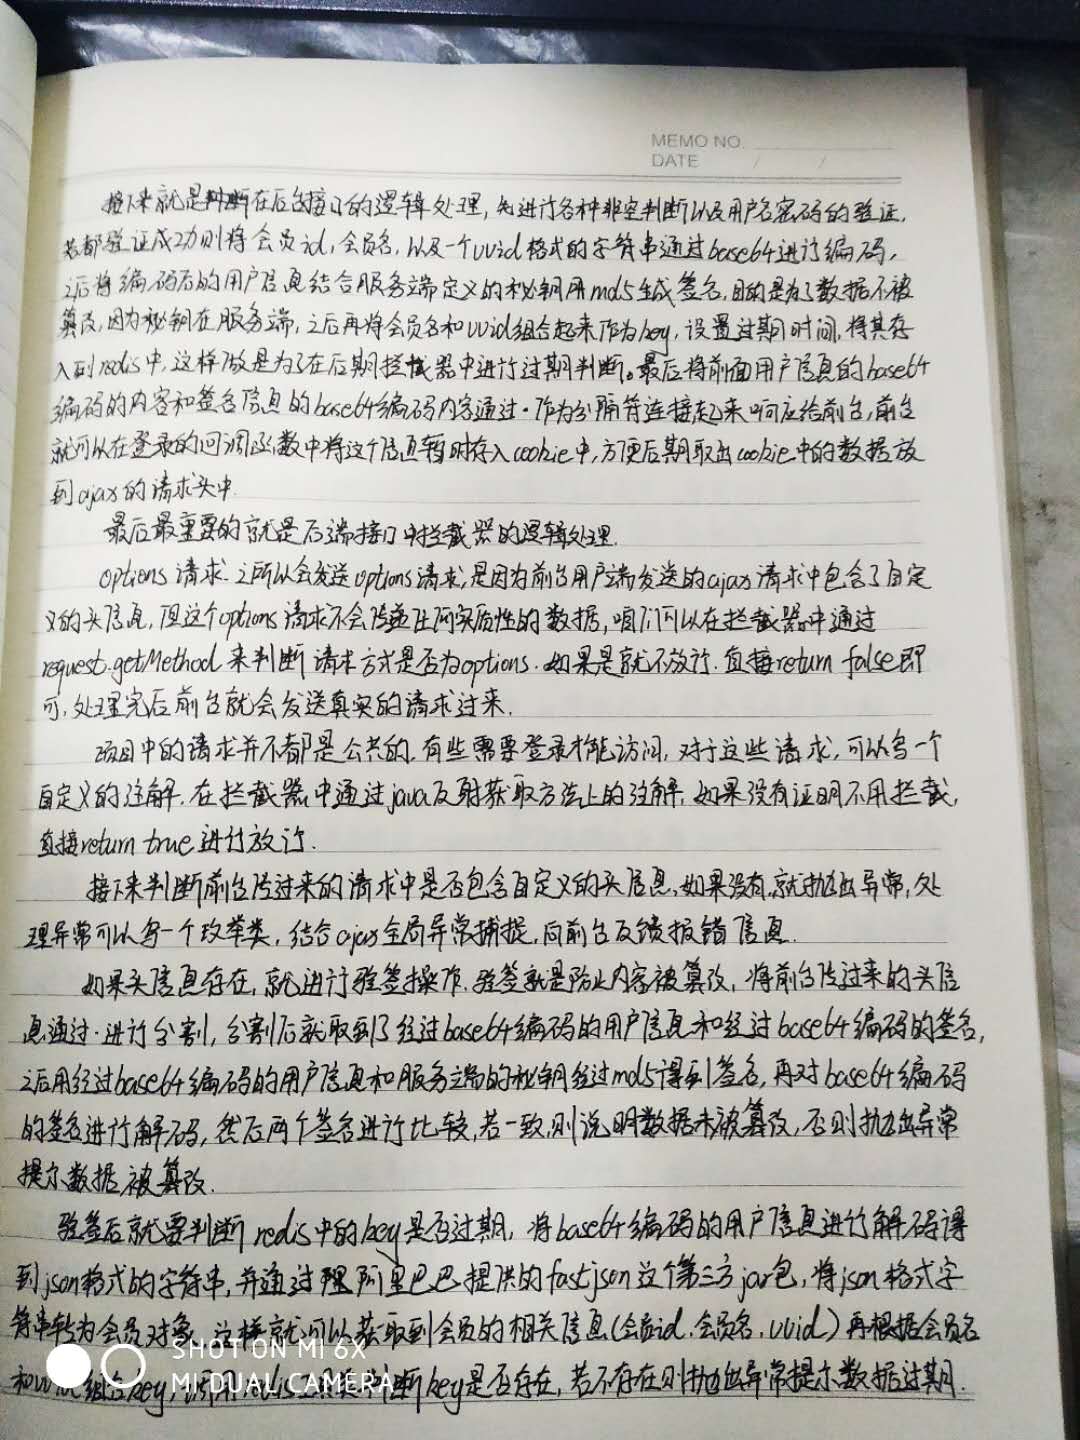 MEMO NO.
DATE / /
接下来就是判断在后台接口的逻辑处理，先进行各种非空判断以及用户名密码的验证，
若都验证成功则将会员id，会员名，以及一个uuid格式的字符串通过base64进行编码，
之后将编码后的用户信息结合服务端定义的秘钥用md5生成签名，目的是为了数据不被
篡改，因为秘钥在服务端，之后再将会员名和uuid组合起来作为key，设置过期时间，将其存
入到redis中，这样做是为了在后期拦截器中进行过期判断。最后将前面用户信息的base64
编码的内容和签名信息的base64编码内容通过·作为分隔符连接起来响应给前台，前台
就可以在登录的回调函数中将这个信息暂时存入cookie中，方便后期取出cookie中的数据放
到ajax的请求头中.
最后最重要的就是后端接口中拦截器的逻辑处理.
options请求.之所以会发送options请求，是因为前台用户端发送的ajax请求中包含了自定
义的头信息，但这个options请求不会传递任何实质性的数据，咱们可以在拦截器中通过
request.getMethod来判断请求方式是否为options.如果是就不放行.直接return false即
可，处理完后前台就会发送真实的请求过来.
项目中的请求并不都是公共的.有些需要登录才能访问，对于这些请求，可以写一个
自定义的注解.在拦截器中通过java反射获取方法上的注解，如果没有证明不用拦截，
直接return true进行放行.
接下来判断前台传过来的请求中是否包含自定义的头信息，如果没有，就抛出异常，处
理异常可以写一个枚举类，结合ajax全局异常捕捉，向前台反馈报错信息.
如果头信息存在，就进行验签操作.验签就是防止内容被篡改，将前台传过来的头信
息通过·进行分割，分割后就取到了经过base64编码的用户信息和经过base64编码的签名，
之后用经过base64编码的用户信息和服务端的秘钥经过md5得到签名，再对base64编码
的签名进行解码，然后两个签名进行比较，若一致，则说明数据未被篡改，否则抛出异常
提示数据被篡改.
验签后就要判断redis中的key是否过期，将base64编码的用户信息进行解码得
到json格式的字符串，并通过阿里巴巴提供的fastjson这个第三方jar包，将json格式字
符串转为会员对象，这样就可以获取到会员的相关信息(会员id，会员名，uuid)再根据会员名
和uuid组合key，判断key是否存在，若不存在则抛出异常提示数据过期.
SHOT ON MI 6X
MI DUAL CAMERA